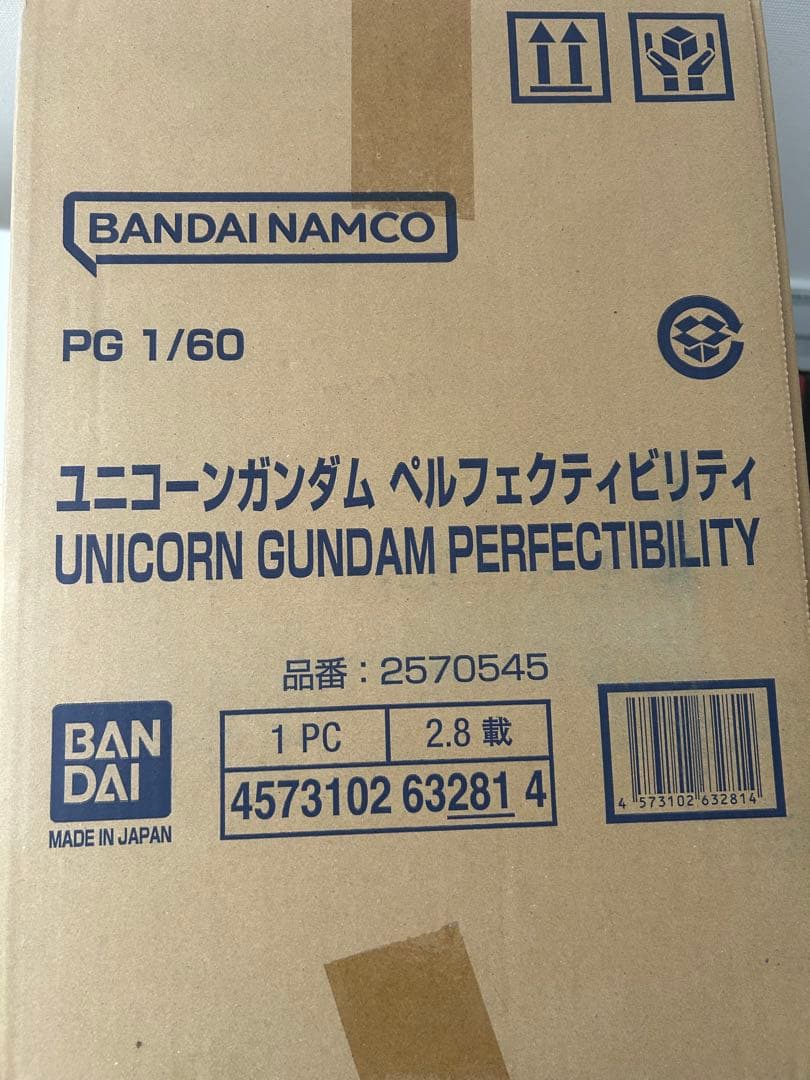 BANDAI NAMCO
PG 1/60
ユニコーンガンダム ペルフェクティビリティ
UNICORN GUNDAM PERFECTIBILITY
品番：2570545
BAN
DAI
MADE IN JAPAN
1 PC 2.8 載
4573102 63281 4
4 573102 632814